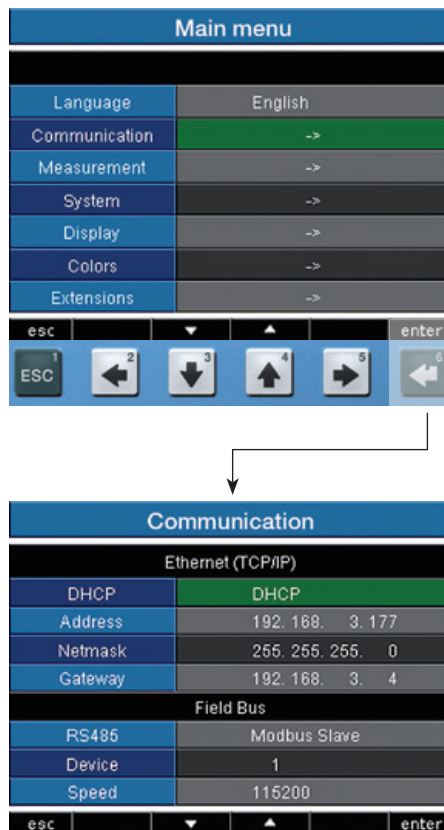 Main menu
Language English
Communication ->
Measurement ->
System ->
Display ->
Colors ->
Extensions ->
esc ▼ ▲ enter
ESC 1 2 3 4 5 6
Communication
Ethernet (TCP/IP)
DHCP DHCP
Address 192. 168. 3. 177
Netmask 255. 255. 255. 0
Gateway 192. 168. 3. 4
Field Bus
RS485 Modbus Slave
Device 1
Speed 115200
esc ▼ ▲ enter